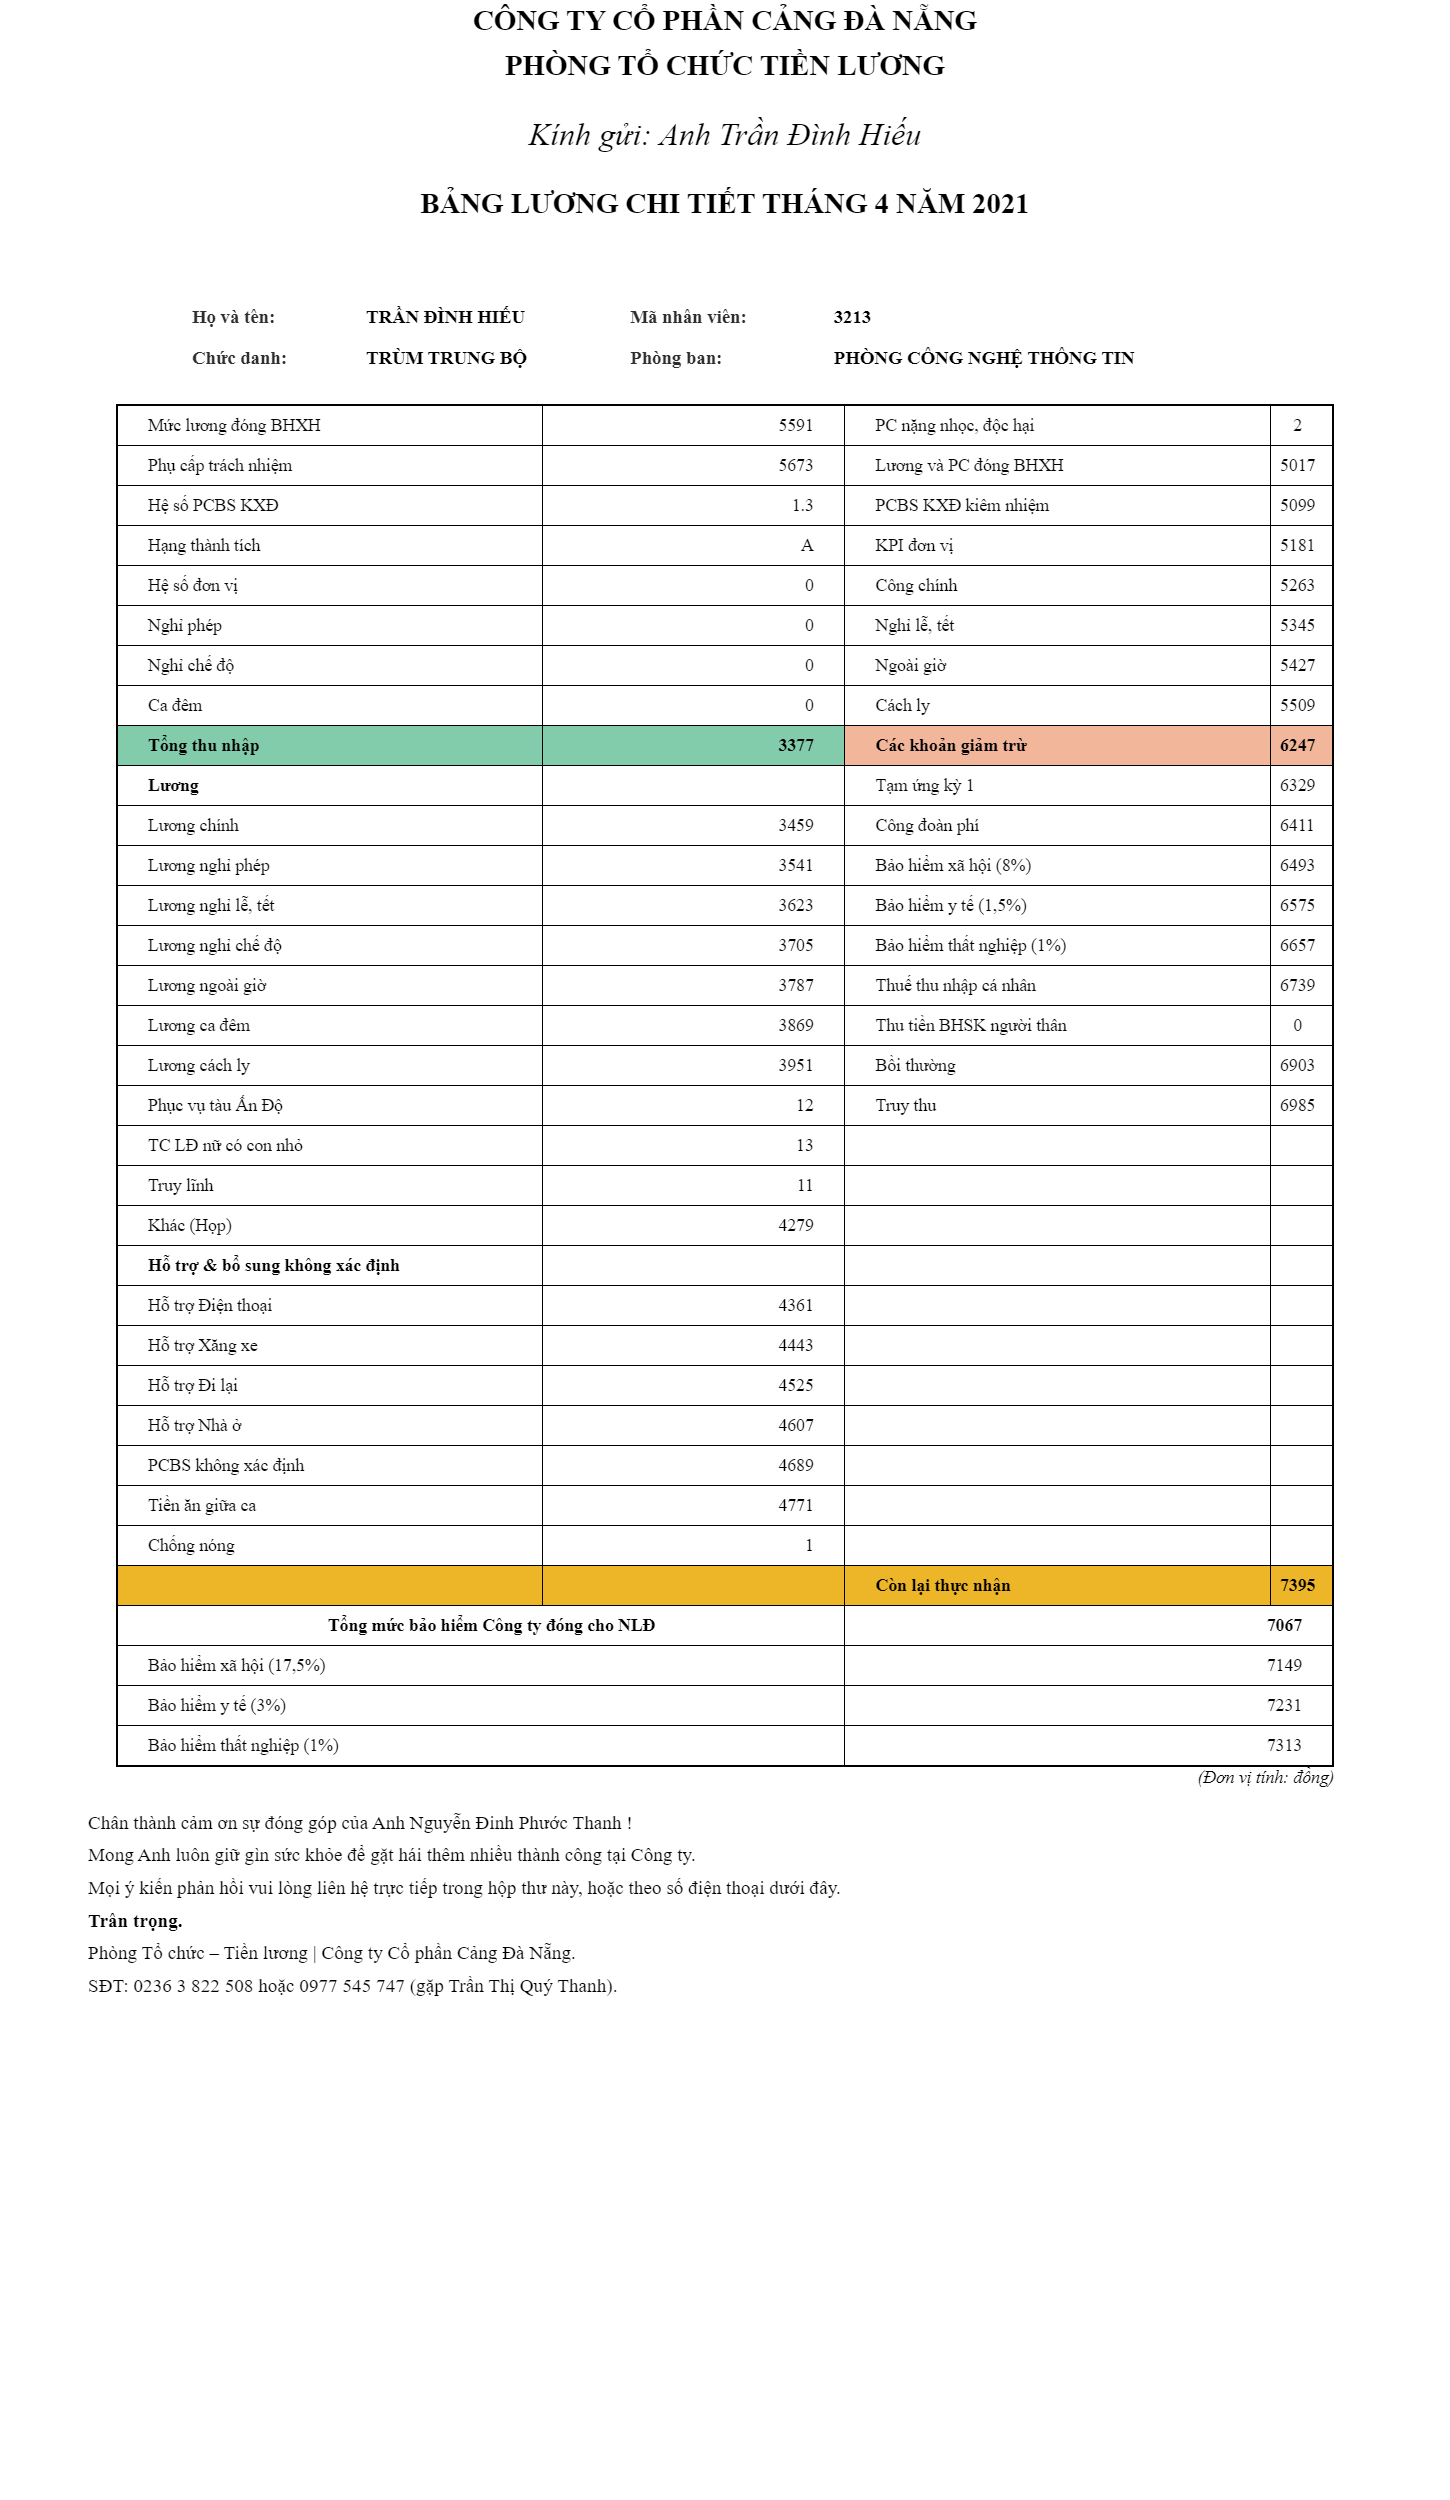 CÔNG TY CỔ PHẦN CẢNG ĐÀ NẴNG
PHÒNG TỔ CHỨC TIỀN LƯƠNG
Kính gửi: Anh Trần Đình Hiếu
BẢNG LƯƠNG CHI TIẾT THÁNG 4 NĂM 2021
Họ và tên: TRẦN ĐÌNH HIẾU Mã nhân viên: 3213
Chức danh: TRÙM TRUNG BỘ Phòng ban: PHÒNG CÔNG NGHỆ THÔNG TIN
Mức lương đóng BHXH 5591 PC nặng nhọc, độc hại 2
Phụ cấp trách nhiệm 5673 Lương và PC đóng BHXH 5017
Hệ số PCBS KXĐ 1.3 PCBS KXĐ kiêm nhiệm 5099
Hạng thành tích A KPI đơn vị 5181
Hệ số đơn vị 0 Công chính 5263
Nghỉ phép 0 Nghỉ lễ, tết 5345
Nghỉ chế độ 0 Ngoài giờ 5427
Ca đêm 0 Cách ly 5509
Tổng thu nhập 3377 Các khoản giảm trừ 6247
Lương Tạm ứng kỳ 1 6329
Lương chính 3459 Công đoàn phí 6411
Lương nghỉ phép 3541 Bảo hiểm xã hội (8%) 6493
Lương nghỉ lễ, tết 3623 Bảo hiểm y tế (1,5%) 6575
Lương nghỉ chế độ 3705 Bảo hiểm thất nghiệp (1%) 6657
Lương ngoài giờ 3787 Thuế thu nhập cá nhân 6739
Lương ca đêm 3869 Thu tiền BHSK người thân 0
Lương cách ly 3951 Bồi thường 6903
Phục vụ tàu Ấn Độ 12 Truy thu 6985
TC LĐ nữ có con nhỏ 13
Truy lĩnh 11
Khác (Họp) 4279
Hỗ trợ & bổ sung không xác định
Hỗ trợ Điện thoại 4361
Hỗ trợ Xăng xe 4443
Hỗ trợ Đi lại 4525
Hỗ trợ Nhà ở 4607
PCBS không xác định 4689
Tiền ăn giữa ca 4771
Chống nóng 1
Còn lại thực nhận 7395
Tổng mức bảo hiểm Công ty đóng cho NLĐ 7067
Bảo hiểm xã hội (17,5%) 7149
Bảo hiểm y tế (3%) 7231
Bảo hiểm thất nghiệp (1%) 7313
(Đơn vị tính: đồng)
Chân thành cảm ơn sự đóng góp của Anh Nguyễn Đinh Phước Thanh !
Mong Anh luôn giữ gìn sức khỏe để gặt hái thêm nhiều thành công tại Công ty.
Mọi ý kiến phản hồi vui lòng liên hệ trực tiếp trong hộp thư này, hoặc theo số điện thoại dưới đây.
Trân trọng.
Phòng Tổ chức – Tiền lương | Công ty Cổ phần Cảng Đà Nẵng.
SĐT: 0236 3 822 508 hoặc 0977 545 747 (gặp Trần Thị Quý Thanh).